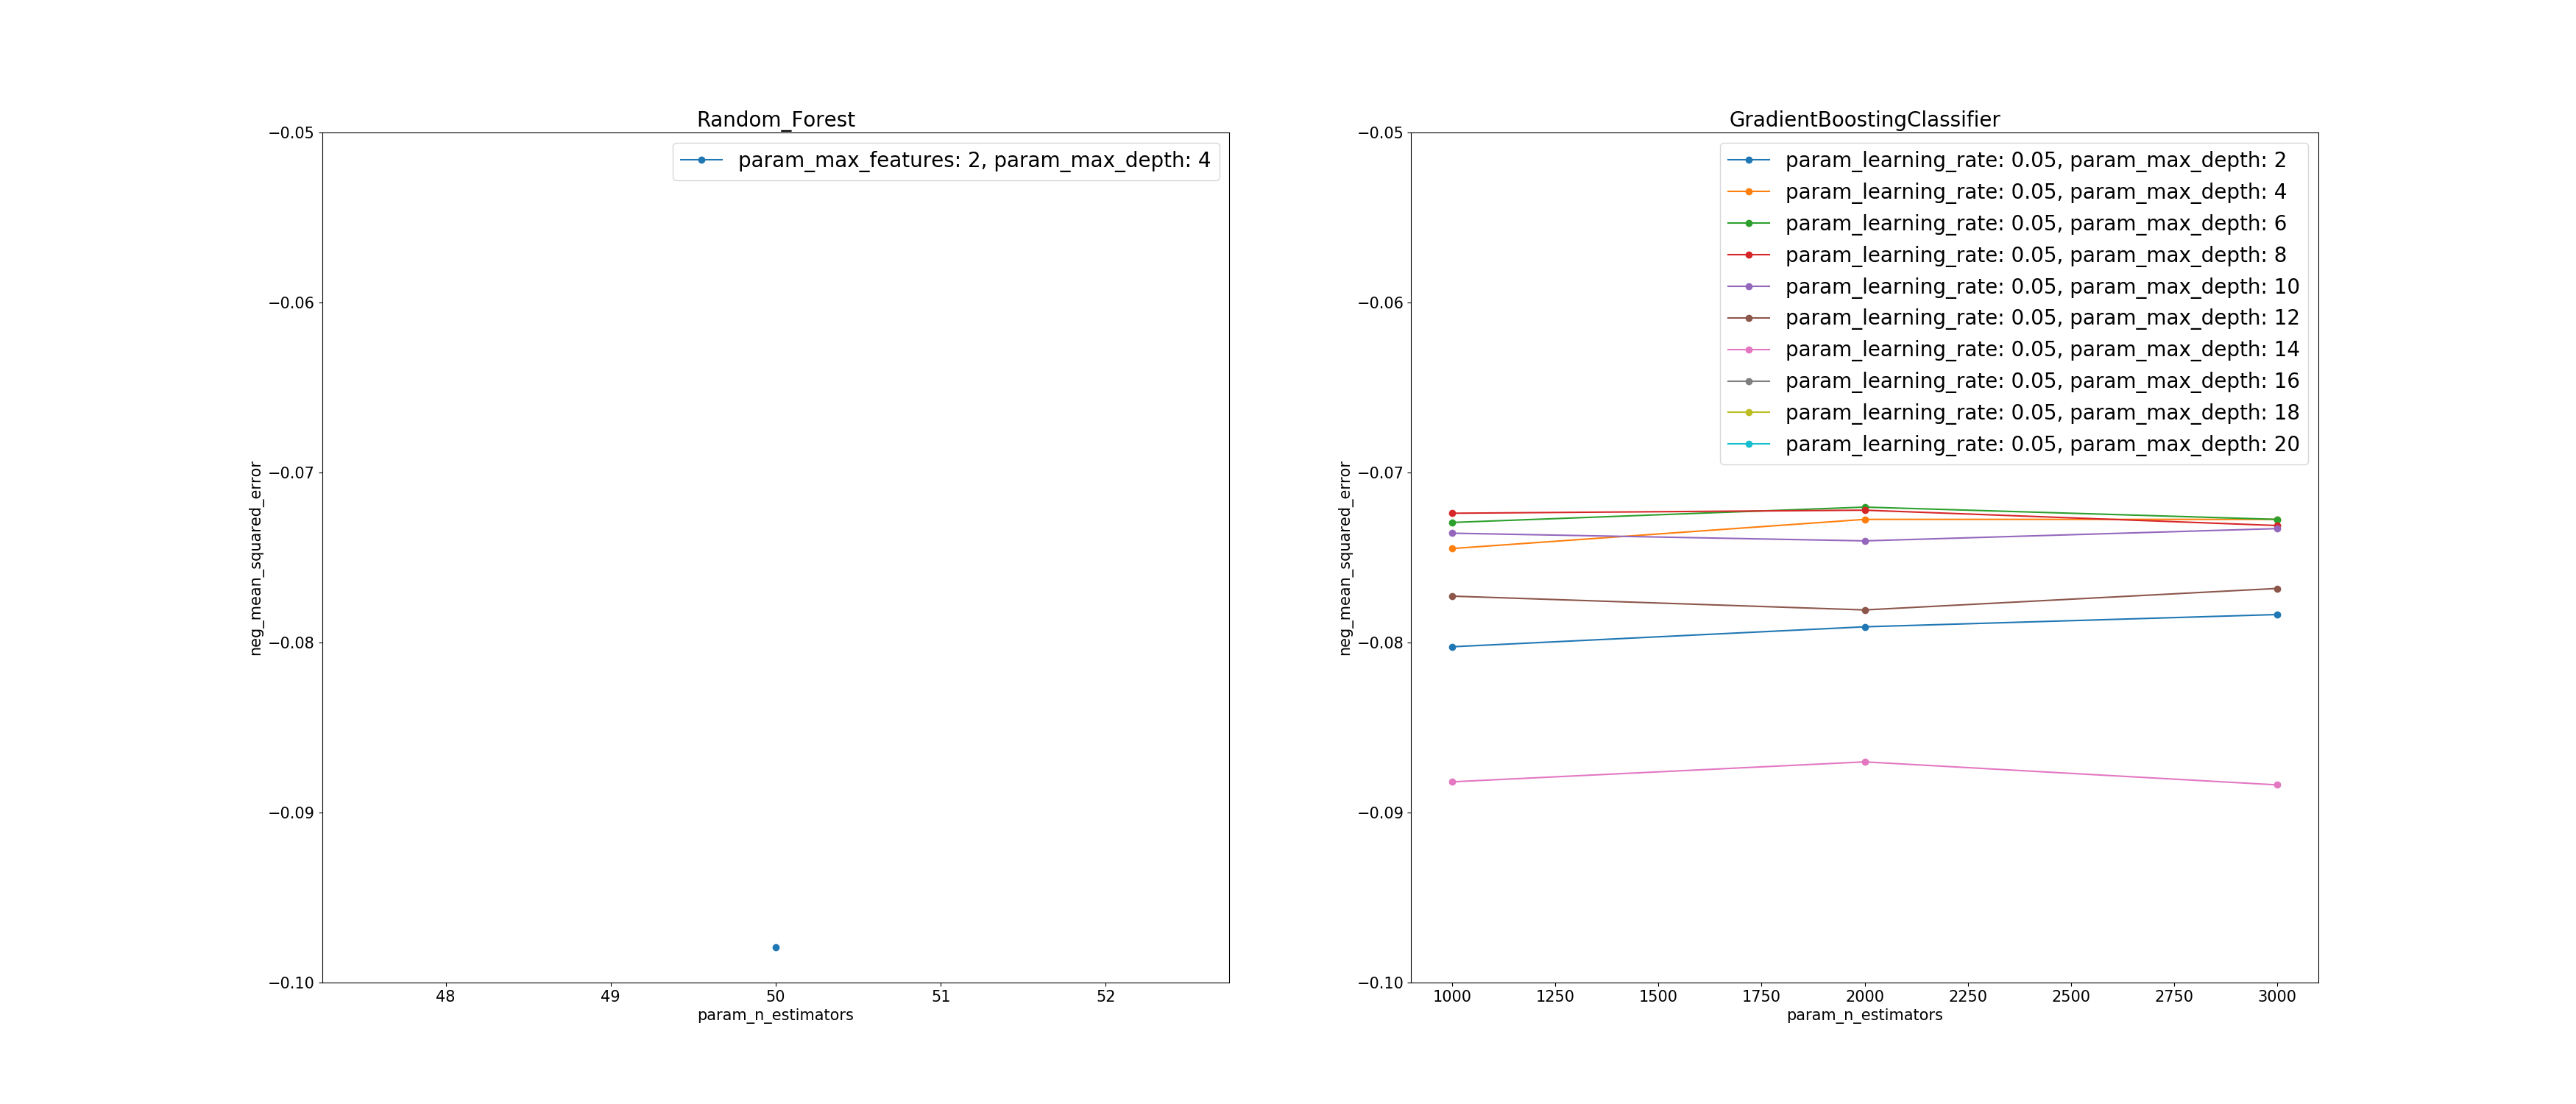 Random_Forest
−0.05
−0.06
−0.07
−0.08
−0.09
−0.10
neg_mean_squared_error
param_max_features: 2, param_max_depth: 4
48 49 50 51 52
param_n_estimators
GradientBoostingClassifier
−0.05
−0.06
−0.07
−0.08
−0.09
−0.10
neg_mean_squared_error
param_learning_rate: 0.05, param_max_depth: 2
param_learning_rate: 0.05, param_max_depth: 4
param_learning_rate: 0.05, param_max_depth: 6
param_learning_rate: 0.05, param_max_depth: 8
param_learning_rate: 0.05, param_max_depth: 10
param_learning_rate: 0.05, param_max_depth: 12
param_learning_rate: 0.05, param_max_depth: 14
param_learning_rate: 0.05, param_max_depth: 16
param_learning_rate: 0.05, param_max_depth: 18
param_learning_rate: 0.05, param_max_depth: 20
1000 1250 1500 1750 2000 2250 2500 2750 3000
param_n_estimators